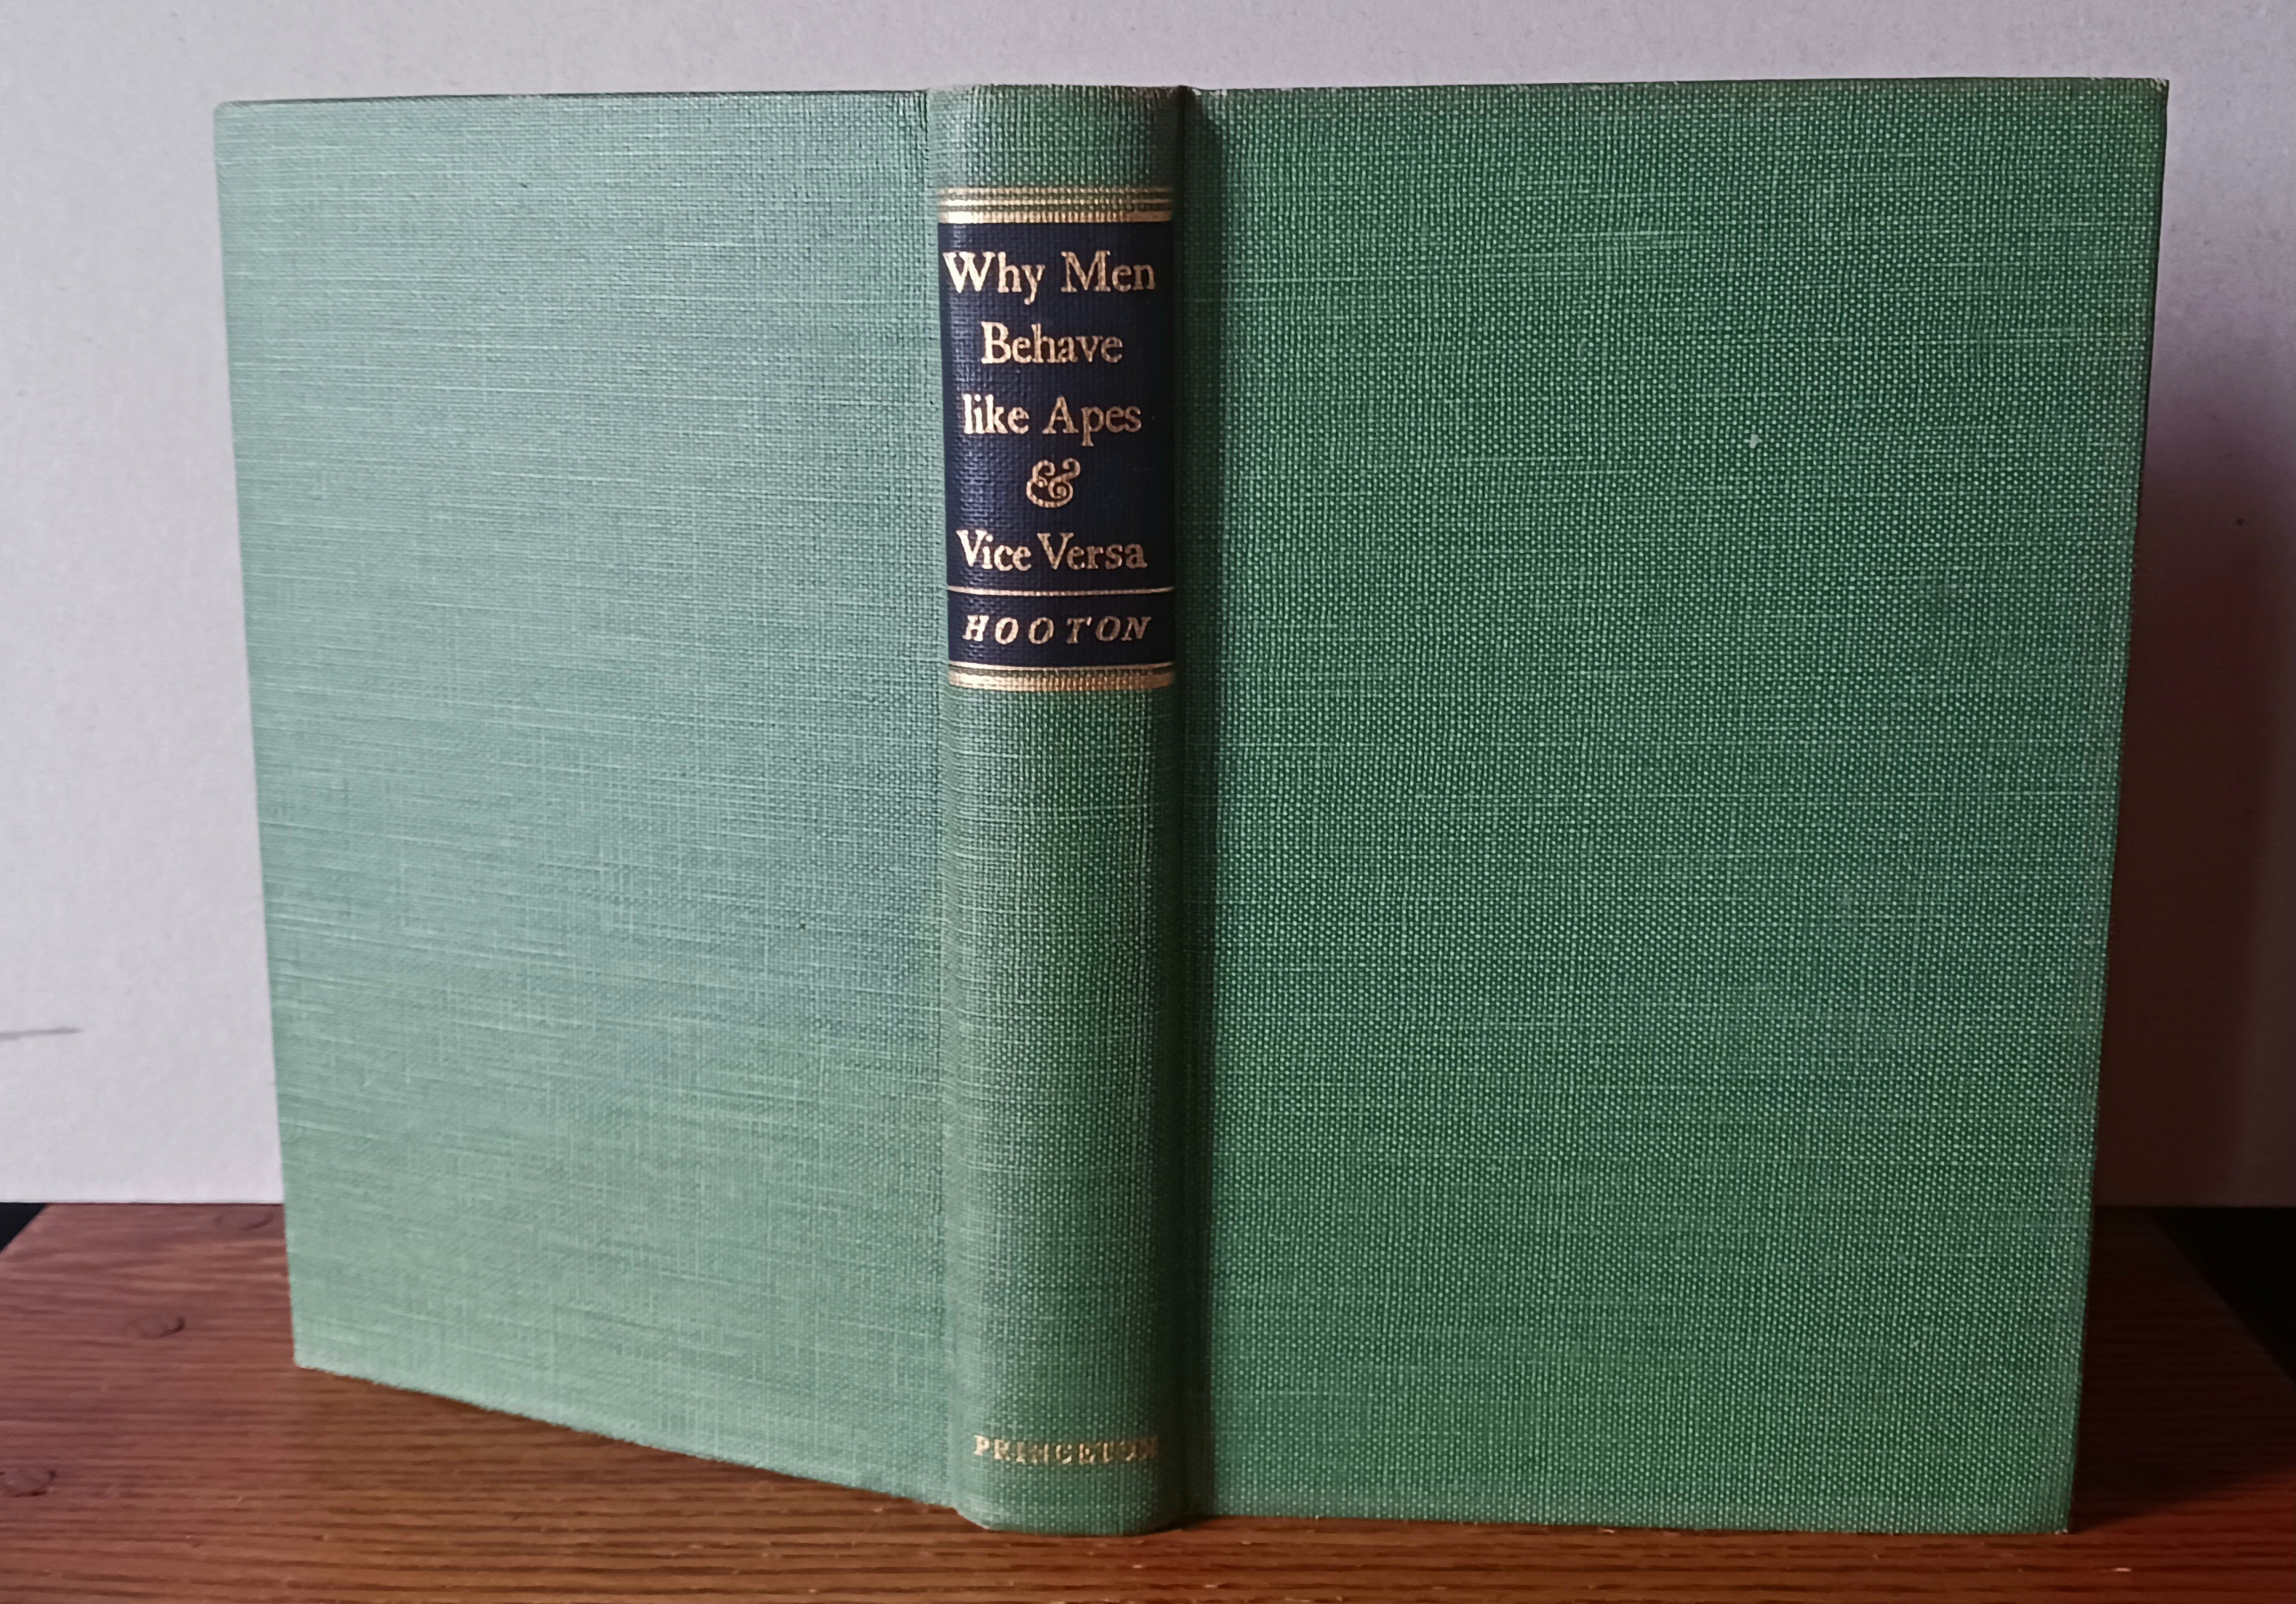 Why Men
Behave
like Apes
&
Vice Versa
HOOTON
PRINCETON